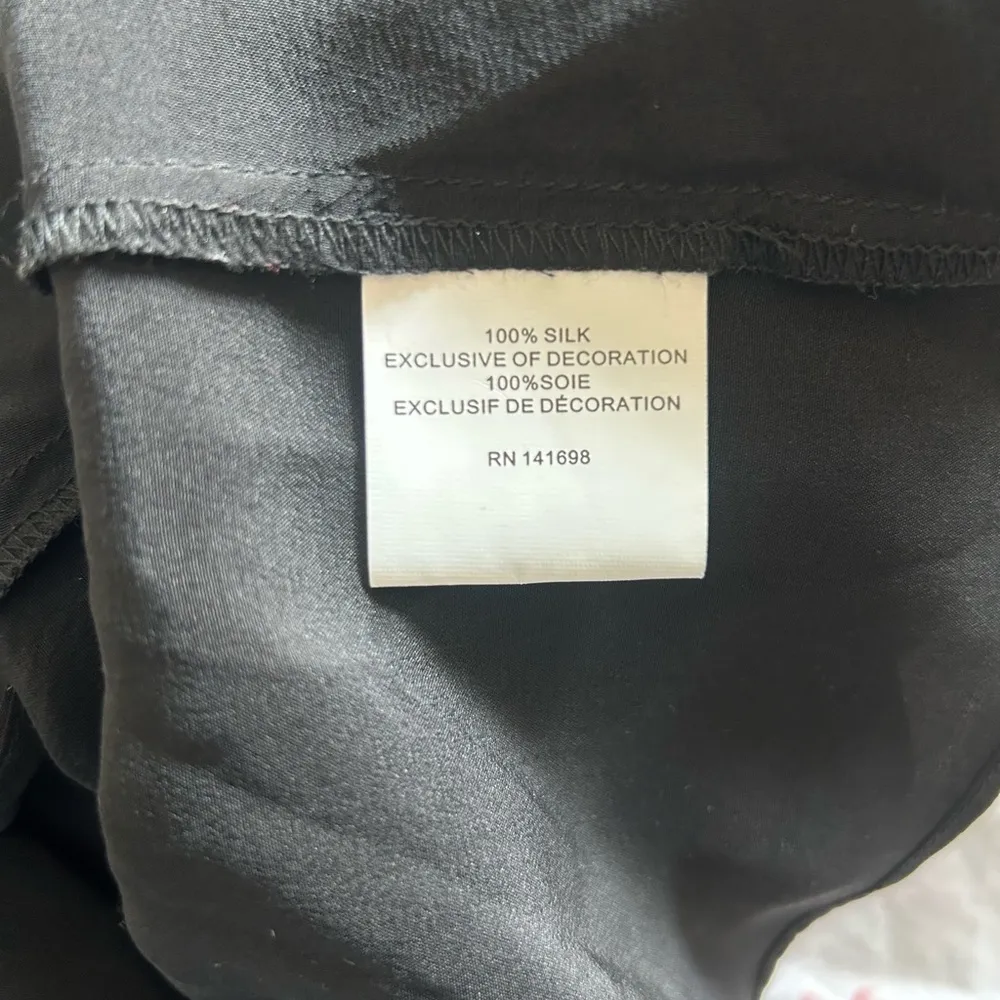 100% SILK
EXCLUSIVE OF DECORATION
100%SOIE
EXCLUSIF DE DÉCORATION
RN 141698